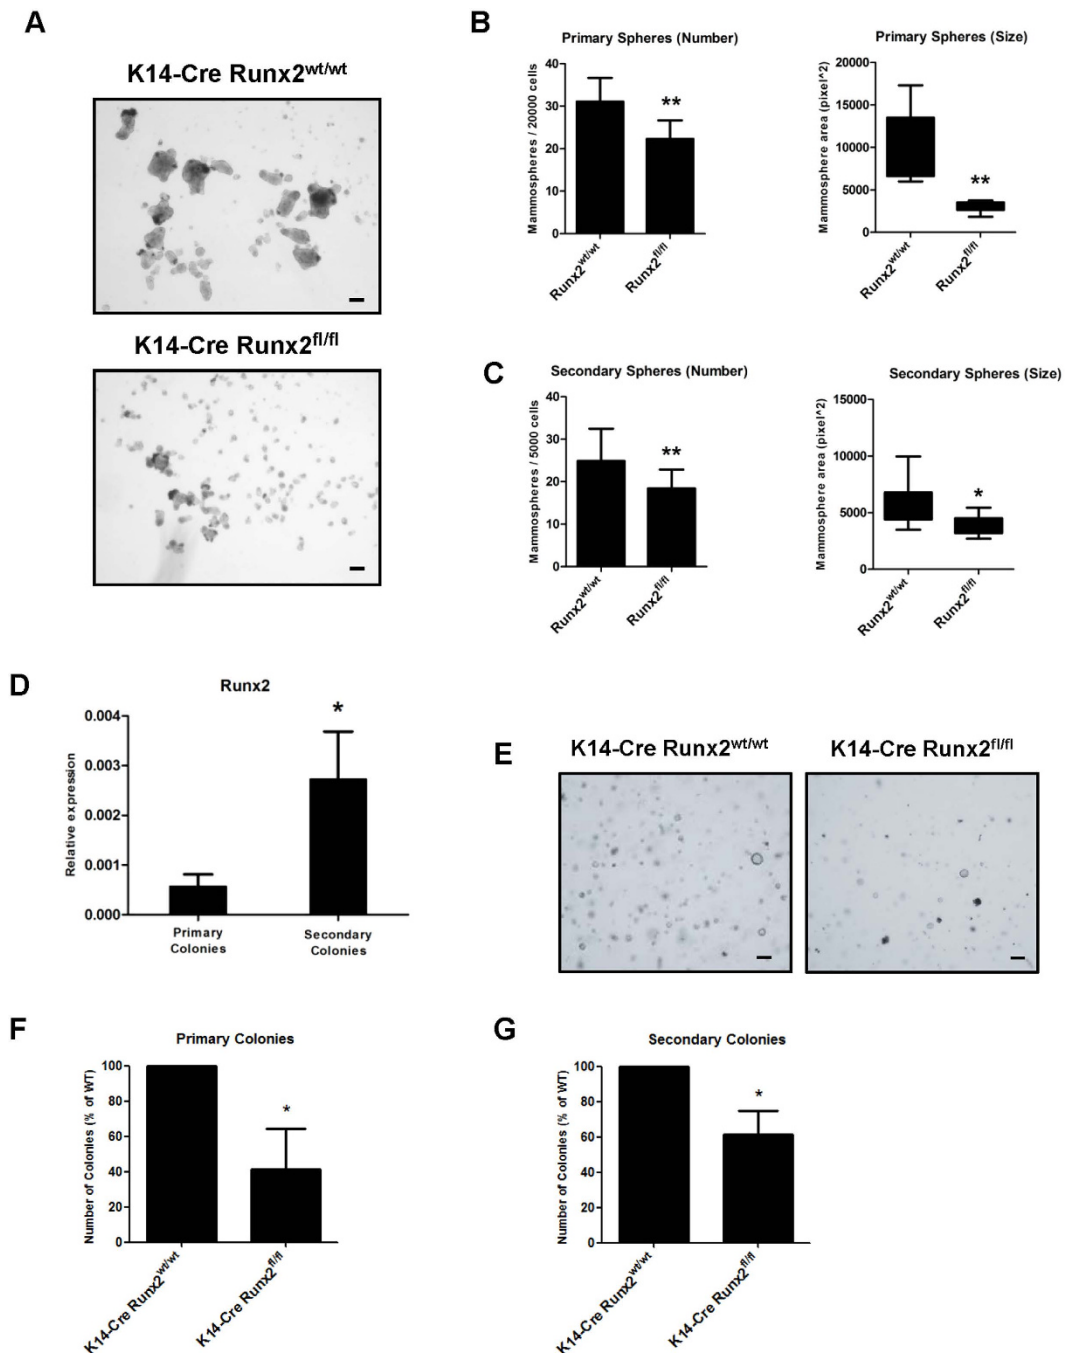 A
K14-Cre Runx2wt/wt
K14-Cre Runx2fl/fl
B
Primary Spheres (Number)
Mammospheres / 20000 cells
40
30
20
10
0
**
Runx2wt/wt
Runx2fl/fl
Primary Spheres (Size)
Mammosphere area (pixel^2)
20000
15000
10000
5000
0
**
Runx2wt/wt
Runx2fl/fl
C
Secondary Spheres (Number)
Mammospheres / 5000 cells
40
30
20
10
0
**
Runx2wt/wt
Runx2fl/fl
Secondary Spheres (Size)
Mammosphere area (pixel^2)
15000
10000
5000
0
*
Runx2wt/wt
Runx2fl/fl
D
Runx2
Relative expression
0.004
0.003
0.002
0.001
0.000
*
Primary
Colonies
Secondary
Colonies
E
K14-Cre Runx2wt/wt
K14-Cre Runx2fl/fl
F
Primary Colonies
Number of Colonies (% of WT)
100
80
60
40
20
0
*
K14-Cre Runx2wt/wt
K14-Cre Runx2fl/fl
G
Secondary Colonies
Number of Colonies (% of WT)
100
80
60
40
20
0
*
K14-Cre Runx2wt/wt
K14-Cre Runx2fl/fl